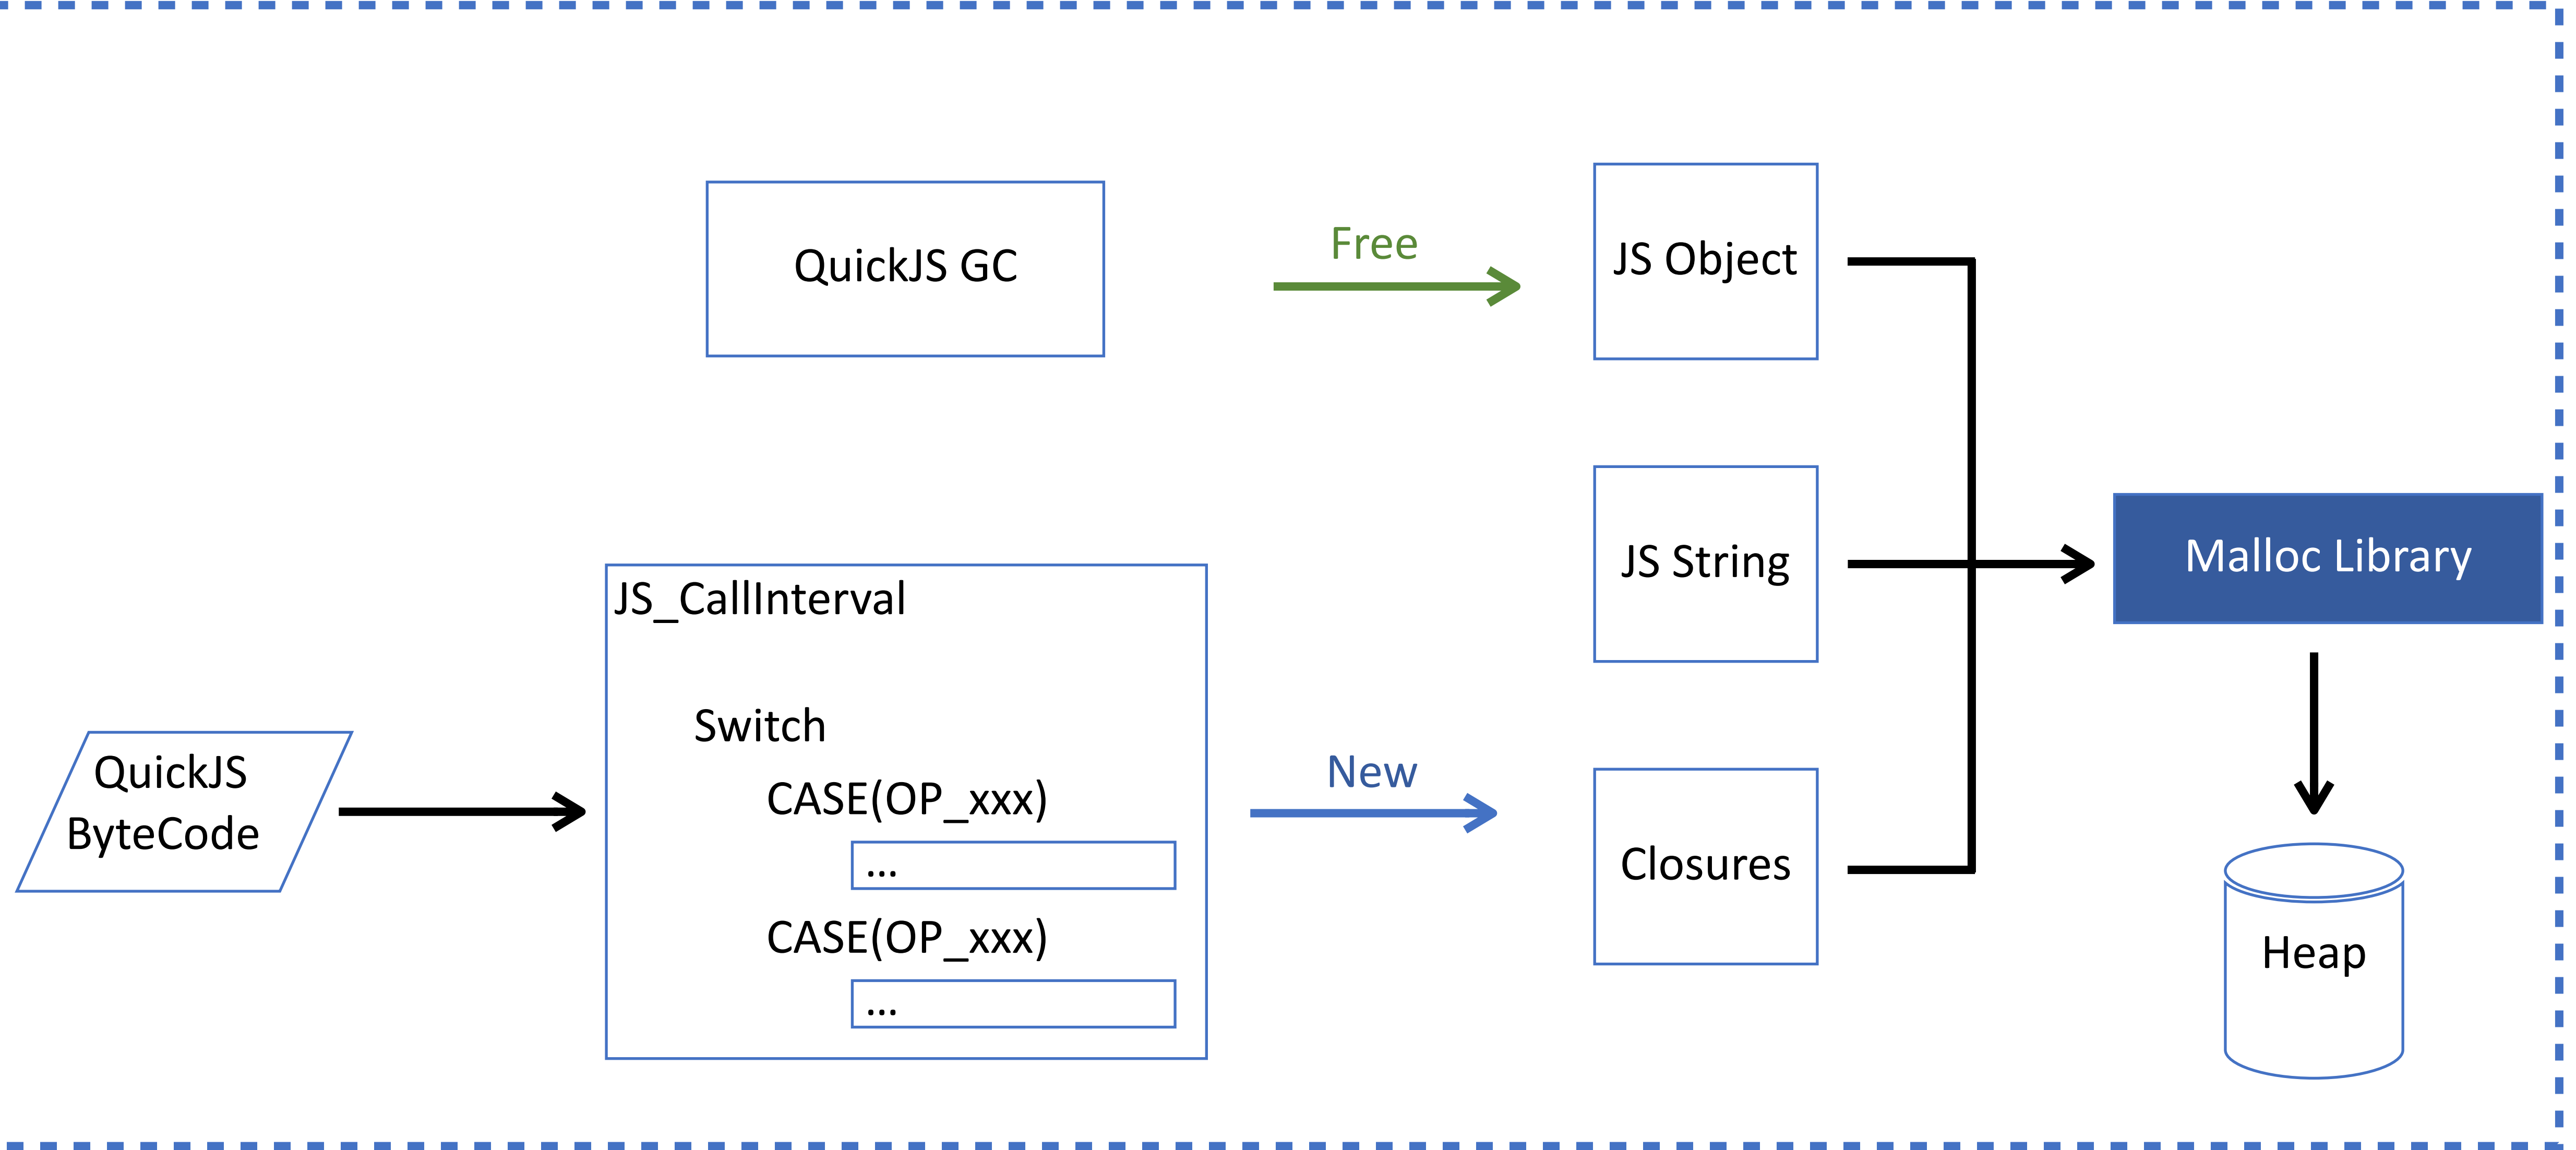 QuickJS GC
Free
JS Object
JS String
Malloc Library
JS_CallInterval
Switch
CASE(OP_xxx)
...
CASE(OP_xxx)
...
QuickJS
ByteCode
New
Closures
Heap